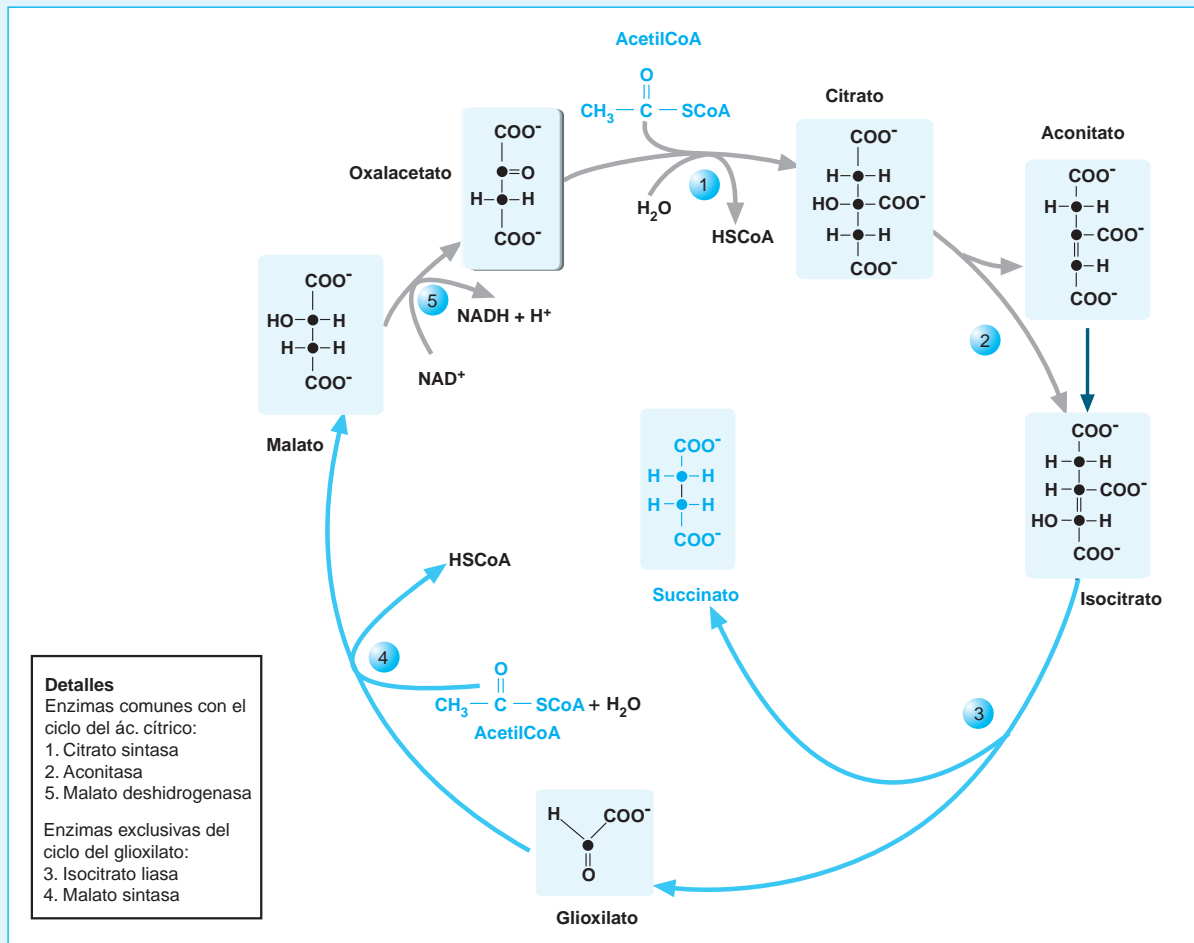 AcetilCoA
O
CH₃ — C — SCoA
Citrato
COO⁻
H H
HO COO⁻
H H
COO⁻
Aconitato
COO⁻
H H
COO⁻
H
COO⁻
Oxalacetato
COO⁻
=O
H H
COO⁻
H₂O
1
HSCoA
COO⁻
HO H
H H
COO⁻
Malato
5
NADH + H⁺
NAD⁺
2
COO⁻
H H
H COO⁻
HO H
COO⁻
Isocitrato
COO⁻
H H
H H
COO⁻
Succinato
HSCoA
4
O
CH₃ — C — SCoA + H₂O
AcetilCoA
3
H COO⁻
O
Glioxilato
Detalles
Enzimas comunes con el
ciclo del ác. cítrico:
1. Citrato sintasa
2. Aconitasa
5. Malato deshidrogenasa
Enzimas exclusivas del
ciclo del glioxilato:
3. Isocitrato liasa
4. Malato sintasa